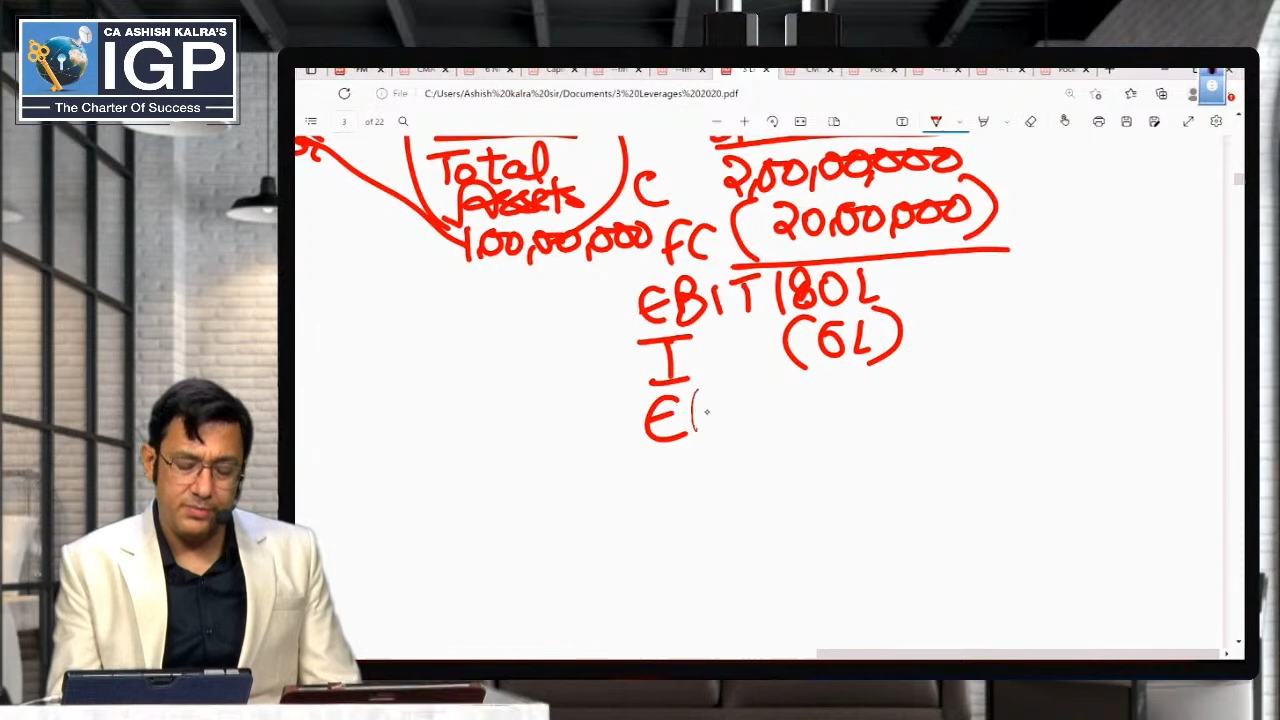 CA ASHISH KALRA'S
IGP
The Charter Of Success
File
C:/Users/Ashish%20kalra%20sir/Documents/3%20Leverages%202020.pdf
3 of 22
Total
Assets
1,00,00,000
C 2,00,00,000
FC (20,00,000)
EBIT 180L
I (6L)
E